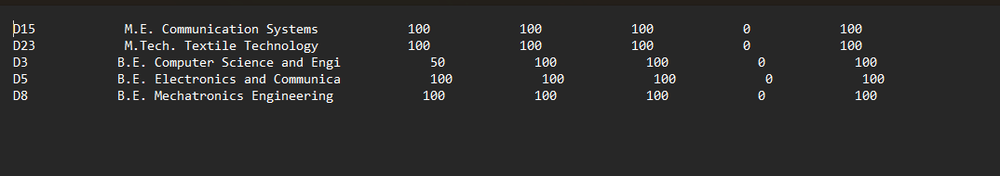 D15 M.E. Communication Systems 100 100 100 0 100
D23 M.Tech. Textile Technology 100 100 100 0 100
D3 B.E. Computer Science and Engi 50 100 100 0 100
D5 B.E. Electronics and Communica 100 100 100 0 100
D8 B.E. Mechatronics Engineering 100 100 100 0 100